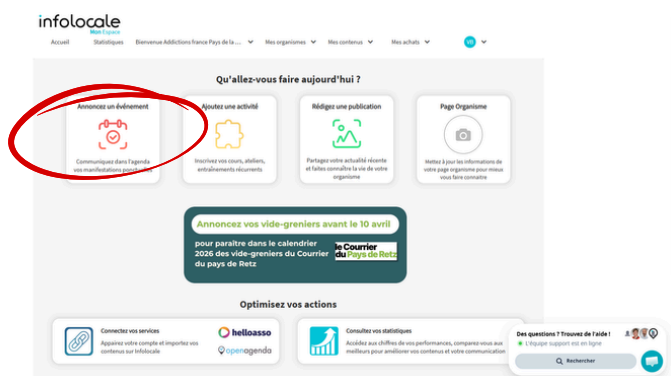 infolocale
Mon Espace
Accueil Statistiques Bienvenue Addictions france Pays de la ... Mes organismes Mes contenus Mes achats VB
Qu'allez-vous faire aujourd'hui ?
Annoncez un événement
Communiquez dans l'agenda
vos manifestations ponctuelles
Ajoutez une activité
Inscrivez vos cours, ateliers,
entraînements récurrents
Rédigez une publication
Partagez votre actualité récente
et faites connaître la vie de votre
organisme
Page Organisme
Mettez à jour les informations de
votre page organisme pour mieux
vous faire connaitre
Annoncez vos vide-greniers avant le 10 avril
pour paraître dans le calendrier
2026 des vide-greniers du Courrier
du pays de Retz
le Courrier
du Pays de Retz
Optimisez vos actions
Connectez vos services
Appairez votre compte et importez vos
contenus sur Infolocale
helloasso
openagenda
Consultez vos statistiques
Accédez aux chiffres de vos performances, comparez-vous aux
meilleurs pour améliorer vos contenus et votre communication
Des questions ? Trouvez de l'aide !
L'équipe support est en ligne
Rechercher